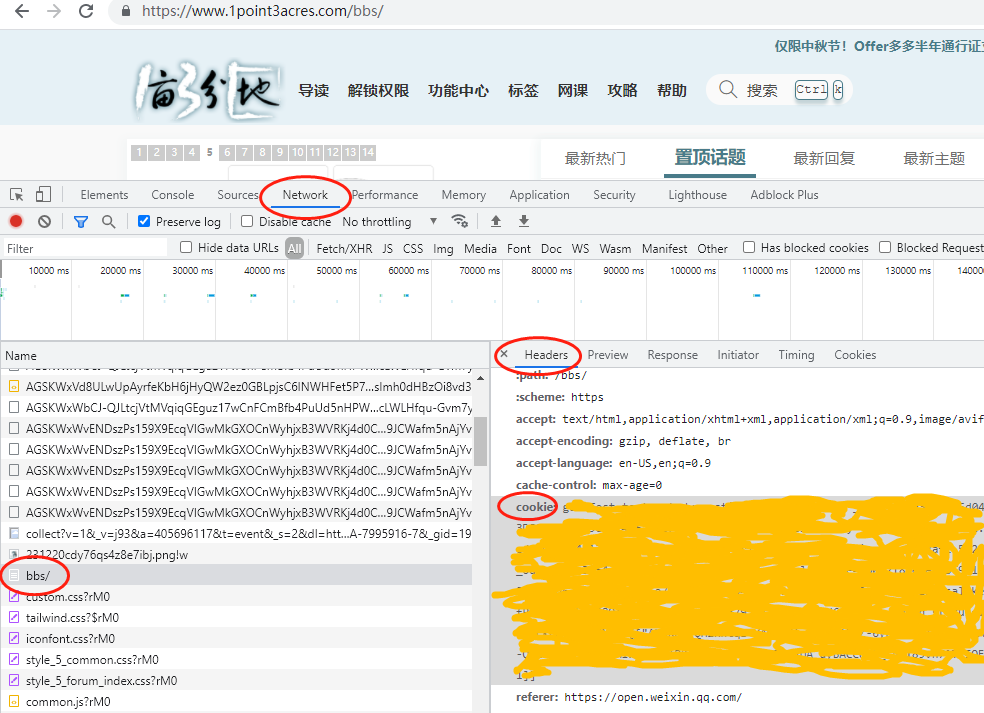 https://www.1point3acres.com/bbs/
仅限中秋节！Offer多多半年通行证
亩3分地 导读 解锁权限 功能中心 标签 网课 攻略 帮助 搜索 Ctrl k
1 2 3 4 5 6 7 8 9 10 11 12 13 14 最新热门 置顶话题 最新回复 最新主题
Elements Console Sources Network Performance Memory Application Security Lighthouse Adblock Plus
Preserve log Disable cache No throttling
Filter Hide data URLs All Fetch/XHR JS CSS Img Media Font Doc WS Wasm Manifest Other Has blocked cookies Blocked Request
10000 ms 20000 ms 30000 ms 40000 ms 50000 ms 60000 ms 70000 ms 80000 ms 90000 ms 100000 ms 110000 ms 120000 ms 130000 ms 14000
Name
AGSKWxVd8ULwUpAyrfeKbH6jHyQW2ez0GBLpjsC6lNWHFet5P7...slmh0dHBzOi8vd3
AGSKWxWbCJ-QJLtcjVtMVqiqGEguz17wCnFCmBfb4PuUd5nHPW...cLWLHfqu-Gvm7y
AGSKWxWvENDszPs159X9EcqVIGwMkGXOCnWyhjxB3WVRKj4d0C...9JCWafm5nAjYv
AGSKWxWvENDszPs159X9EcqVIGwMkGXOCnWyhjxB3WVRKj4d0C...9JCWafm5nAjYv
AGSKWxWvENDszPs159X9EcqVIGwMkGXOCnWyhjxB3WVRKj4d0C...9JCWafm5nAjYv
AGSKWxWvENDszPs159X9EcqVIGwMkGXOCnWyhjxB3WVRKj4d0C...9JCWafm5nAjYv
AGSKWxWvENDszPs159X9EcqVIGwMkGXOCnWyhjxB3WVRKj4d0C...9JCWafm5nAjYv
collect?v=1&_v=j93&a=405696117&t=event&_s=2&dl=htt...A-7995916-7&_gid=19
231220cdy76qs4z8e7ibj.png!w
bbs/
custom.css?rM0
tailwind.css?$rM0
iconfont.css?rM0
style_5_common.css?rM0
style_5_forum_index.css?rM0
common.js?rM0
× Headers Preview Response Initiator Timing Cookies
:path: /bbs/
:scheme: https
accept: text/html,application/xhtml+xml,application/xml;q=0.9,image/avif
accept-encoding: gzip, deflate, br
accept-language: en-US,en;q=0.9
cache-control: max-age=0
cookie:
referer: https://open.weixin.qq.com/